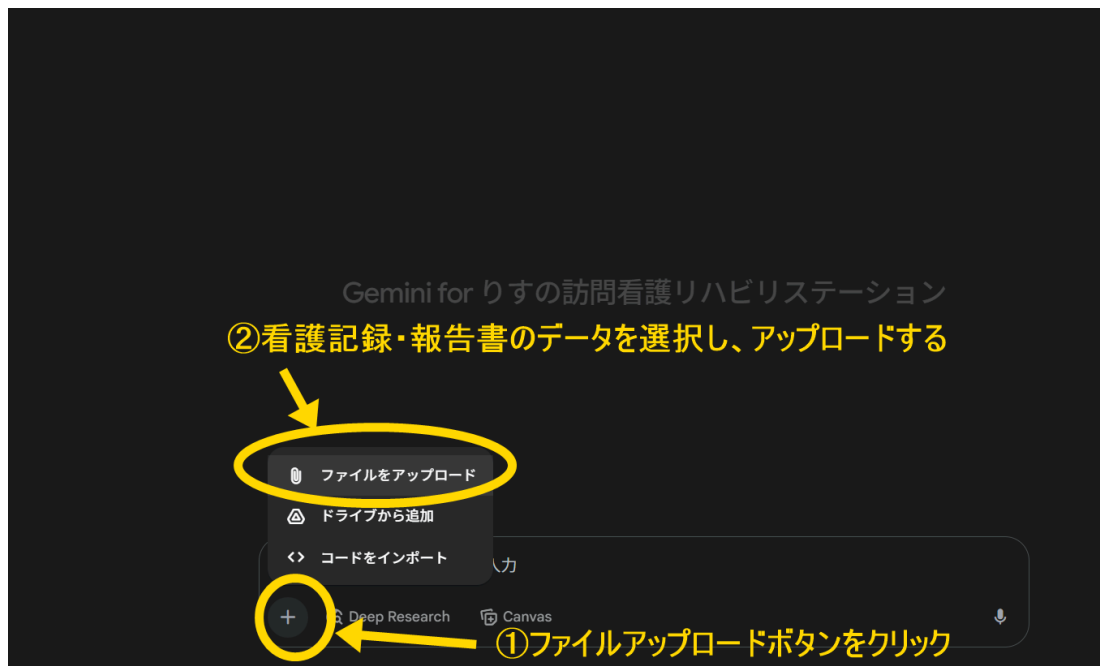 Gemini for りすの訪問看護リハビリステーション
②看護記録・報告書のデータを選択し、アップロードする
ファイルをアップロード
ドライブから追加
コードをインポート
入力
+
Deep Research
Canvas
①ファイルアップロードボタンをクリック